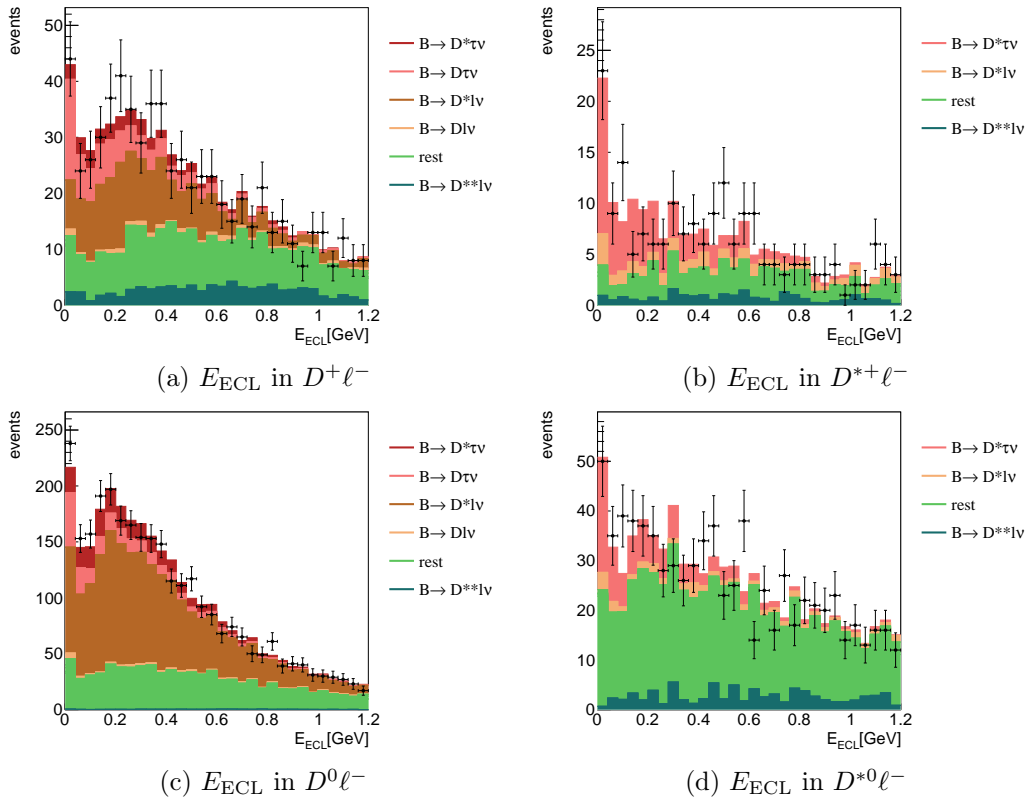 events
50
40
30
20
10
0
0 0.2 0.4 0.6 0.8 1 1.2
E_ECL[GeV]
B→ D*τν
B→ Dτν
B→ D*lν
B→ Dlν
rest
B→ D**lν
(a) E_ECL in D⁺ℓ⁻
events
25
20
15
10
5
0
0 0.2 0.4 0.6 0.8 1 1.2
E_ECL[GeV]
B→ D*τν
B→ D*lν
rest
B→ D**lν
(b) E_ECL in D*⁺ℓ⁻
events
250
200
150
100
50
0
0 0.2 0.4 0.6 0.8 1 1.2
E_ECL[GeV]
B→ D*τν
B→ Dτν
B→ D*lν
B→ Dlν
rest
B→ D**lν
(c) E_ECL in D⁰ℓ⁻
events
50
40
30
20
10
0
0 0.2 0.4 0.6 0.8 1 1.2
E_ECL[GeV]
B→ D*τν
B→ D*lν
rest
B→ D**lν
(d) E_ECL in D*⁰ℓ⁻